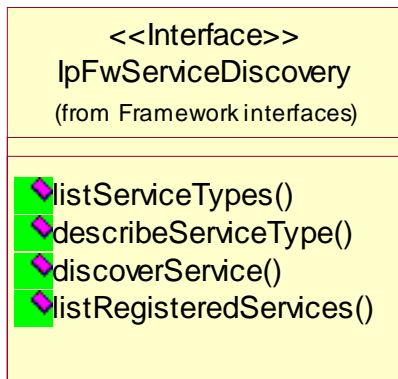 <<Interface>>
IpFwServiceDiscovery
(from Framework interfaces)
listServiceTypes()
describeServiceType()
discoverService()
listRegisteredServices()